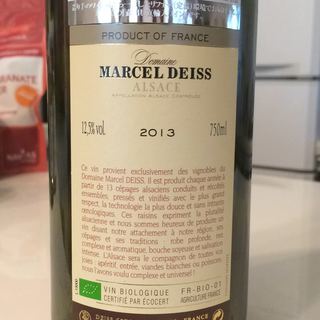 PRODUCT OF FRANCE
Domaine
MARCEL DEISS
ALSACE
APPELLATION ALSACE CONTRÔLÉE
12,5% vol.
2013
750ml
Ce vin provient exclusivement des vignobles du
Domaine Marcel DEISS. Il est produit chaque année à
partir de 13 cépages alsaciens conduits et récoltés
ensembles, pressés et vinifiés avec le plus grand
respect, la technologie la plus douce et sans intrants
œnologiques. Ces raisins expriment la pluralité
alsacienne et nous sommes heureux de produire un
vin disant notre attachement à notre région, ses
cépages et ses traditions : robe profonde, nez
complexe et aromatique, bouche soyeuse et vibrante,
intense. L'Alsace sera le compagnon de toutes vos
soifs: apéritif, entrée, viandes blanches ou poissons;
nous l'avons voulu complexe et universel !
VIN BIOLOGIQUE
CERTIFIÉ PAR ÉCOCERT
FR-BIO-01
AGRICULTURE FRANCE